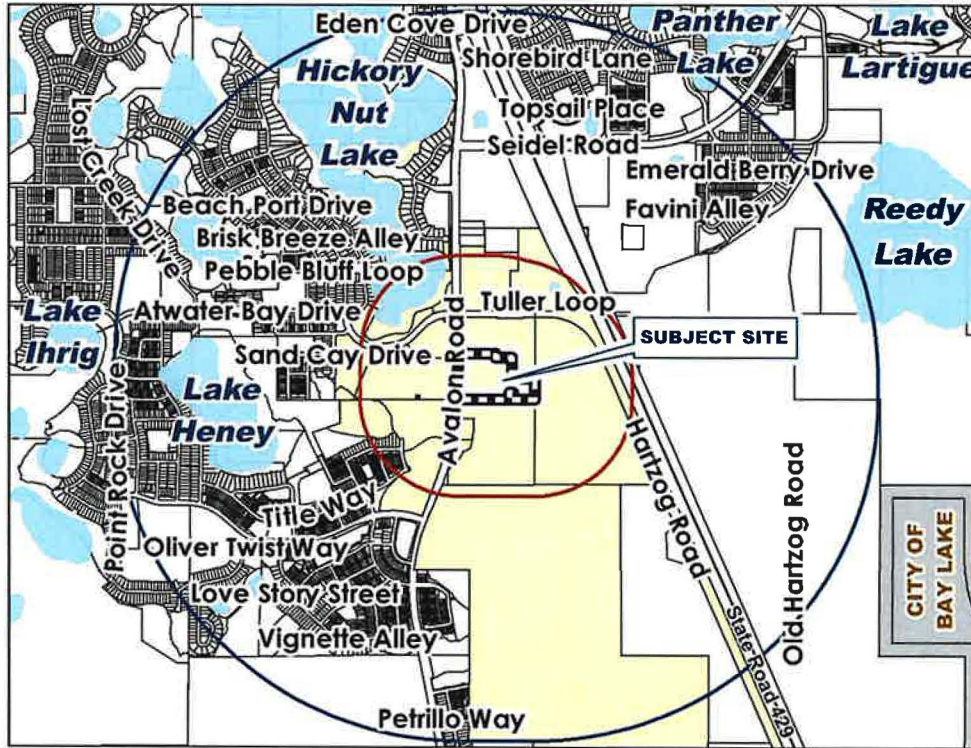 Eden Cove Drive
Panther
Lake
Lake
Lartigue
Shorebird Lane
Hickory
Nut
Lake
Topsail Place
Seidel Road
Lost Creek Drive
Emerald Berry Drive
Beach Port Drive
Favini Alley
Reedy
Lake
Brisk Breeze Alley
Pebble Bluff Loop
Atwater Bay Drive
Tuller Loop
Lake
Ihrig
Sand Cay Drive
SUBJECT SITE
Avalon Road
Lake
Heney
Point Rock Drive
Hartzog Road
Old Hartzog Road
Title Way
Oliver Twist Way
Love Story Street
Vignette Alley
CITY OF
BAY LAKE
State Road 429
Petrillo Way